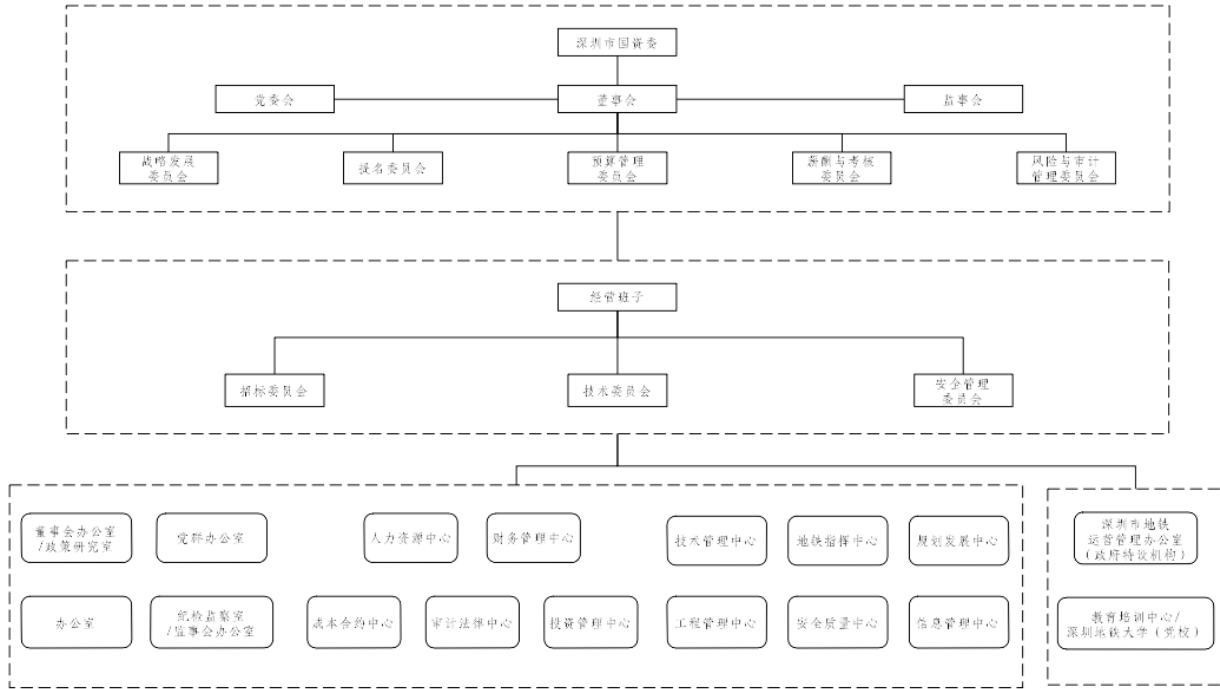 深圳市国资委
党委会
董事会
监事会
战略发展
委员会
提名委员会
预算管理
委员会
薪酬与考核
委员会
风险与审计
管理委员会
经管班子
招标委员会
技术委员会
安全管理
委员会
董事会办公室
/政策研究室
党群办公室
人力资源中心
财务管理中心
技术管理中心
地铁指挥中心
规划发展中心
办公室
纪检监察室
/监事会办公室
成本合约中心
审计法律中心
投资管理中心
工程管理中心
安全质量中心
信息管理中心
深圳市地铁
运营管理办公室
（政府特设机构）
教育培训中心/
深圳地铁大学（党校）